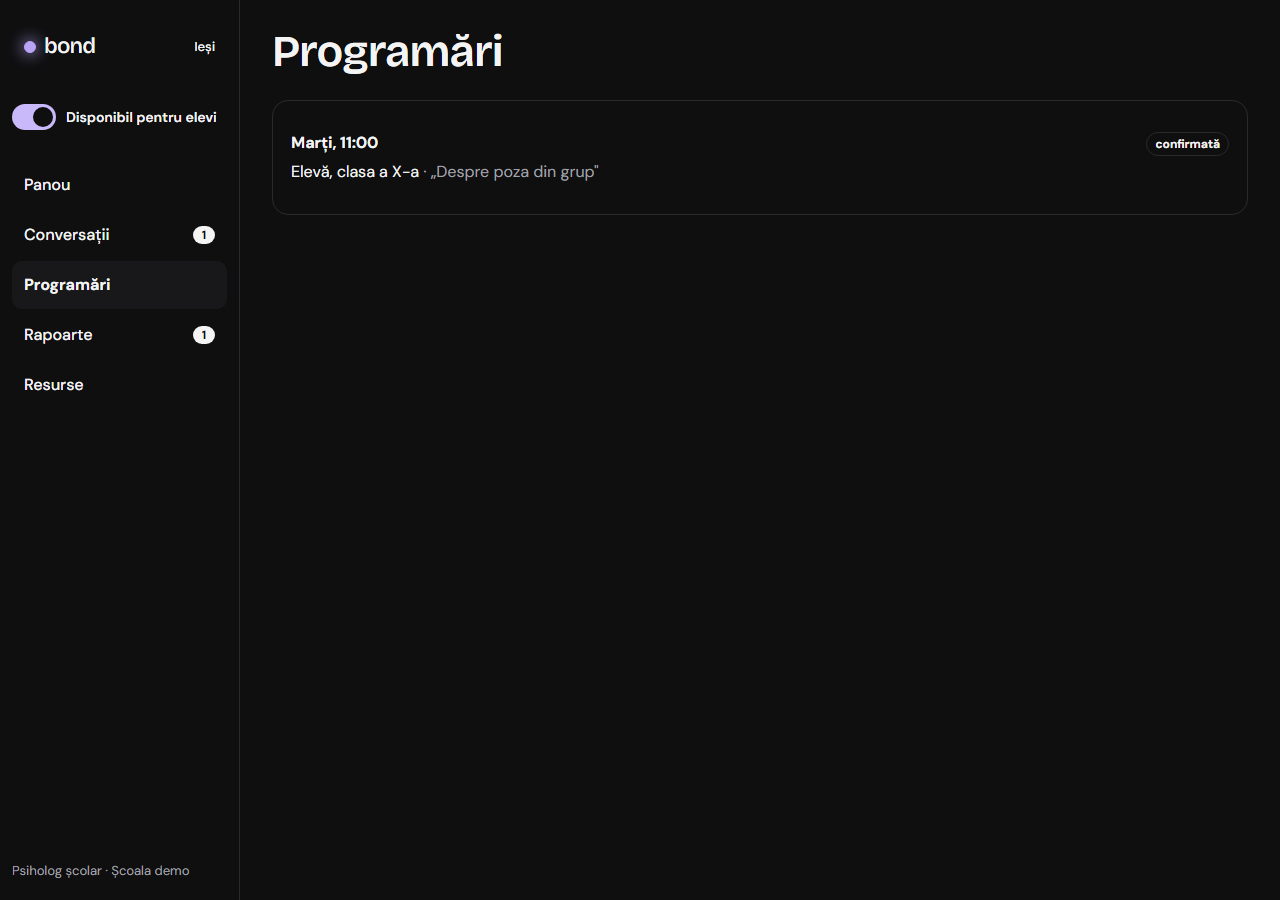 bond
Ieși
Disponibil pentru elevi
Panou
Conversații 1
Programări
Rapoarte 1
Resurse
Psiholog școlar · Școala demo
Programări
Marți, 11:00
confirmată
Elevă, clasa a X-a · „Despre poza din grup"